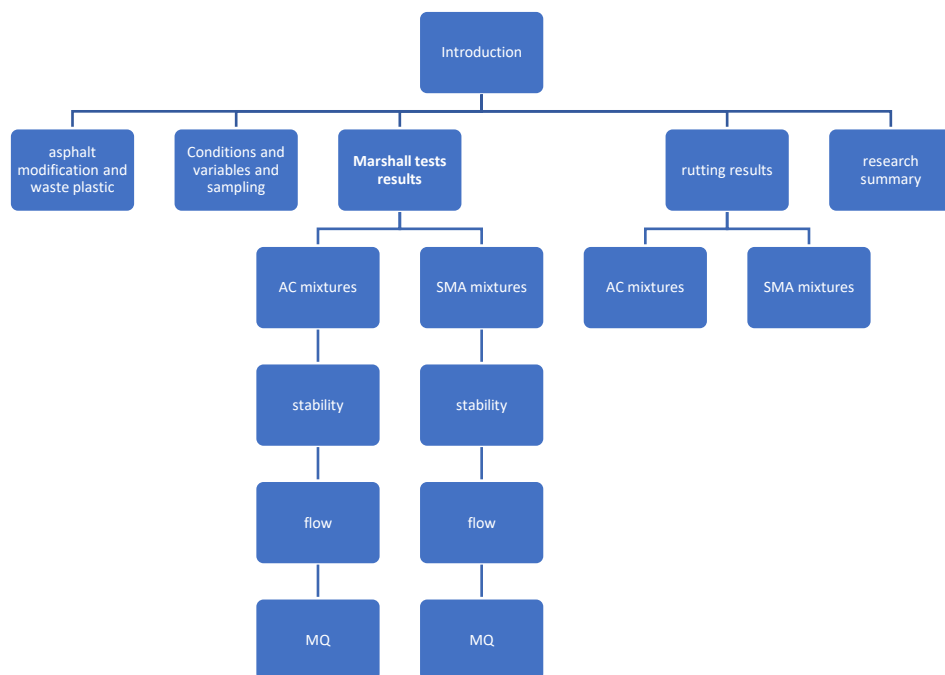 Introduction
asphalt
modification and
waste plastic
Conditions and
variables and
sampling
Marshall tests
results
rutting results
research
summary
AC mixtures
SMA mixtures
AC mixtures
SMA mixtures
stability
stability
flow
flow
MQ
MQ